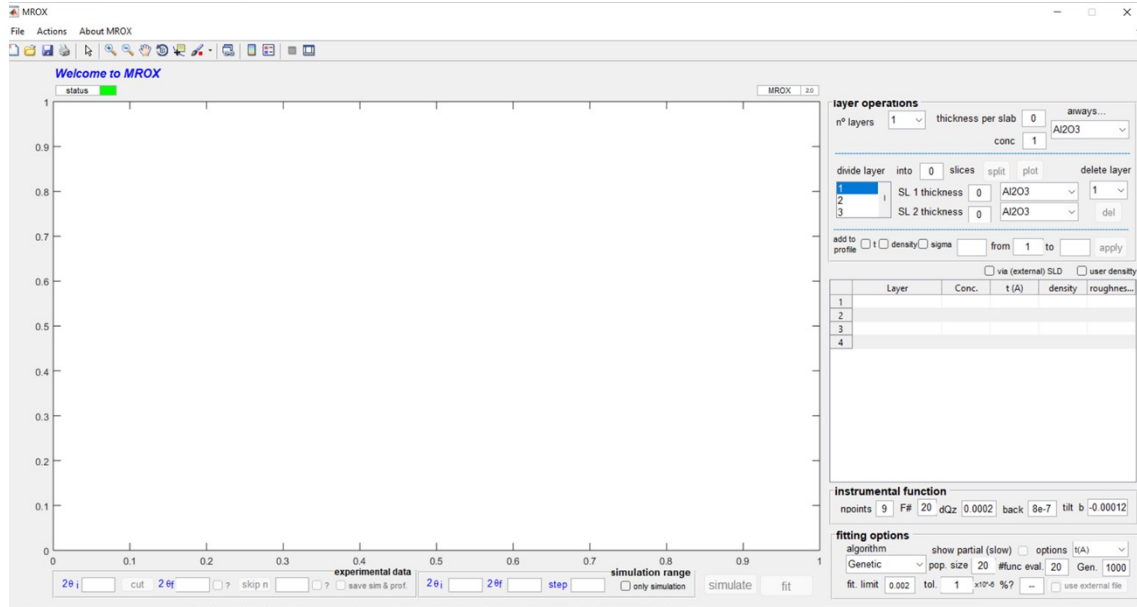 MROX
File Actions About MROX
Welcome to MROX
status
MROX 2.0
1
0.9
0.8
0.7
0.6
0.5
0.4
0.3
0.2
0.1
0
0 0.1 0.2 0.3 0.4 0.5 0.6 0.7 0.8 0.9 1
experimental data
2θ i cut 2 θf ? skip n ? save sim & prof.
simulation range
2θ i 2 θf step only simulation
simulate fit
layer operations
nº layers 1 thickness per slab 0 always...
conc 1 Al2O3
divide layer into 0 slices split plot delete layer
1
2
3
SL 1 thickness 0 Al2O3 1
SL 2 thickness 0 Al2O3 del
add to profile t density sigma from 1 to apply
via (external) SLD user densitty
Layer Conc. t (A) density roughnes...
1
2
3
4
instrumental function
npoints 9 F# 20 dQz 0.0002 back 8e-7 tilt b -0.00012
fitting options
algorithm show partial (slow) options t(A)
Genetic pop. size 20 #func eval. 20 Gen. 1000
fit. limit 0.002 tol. 1 x10^-6 %? -- use external file